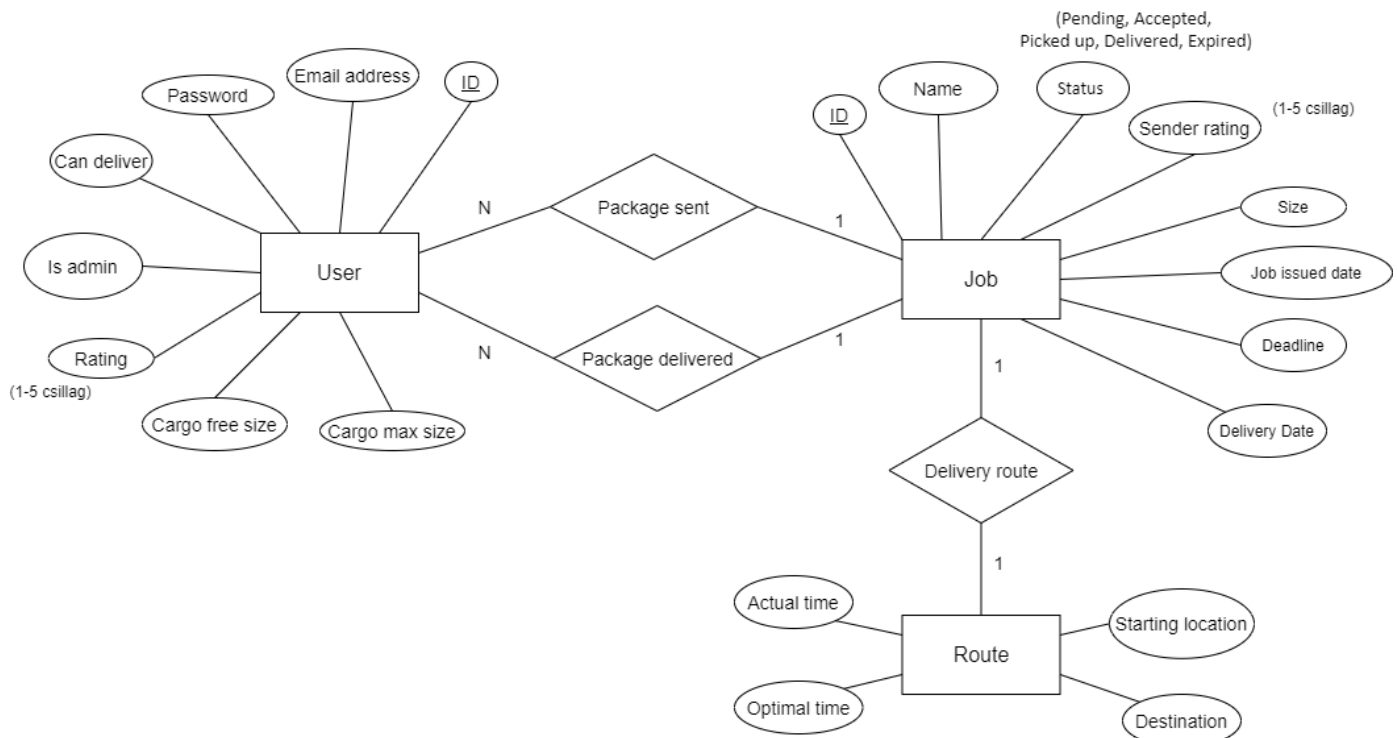 (Pending, Accepted,
Picked up, Delivered, Expired)
Email address
ID
Password
Name
Status
ID
Sender rating
(1-5 csillag)
Can deliver
N
Package sent
1
Size
Is admin
User
Job
Job issued date
Rating
(1-5 csillag)
N
Package delivered
1
1
Deadline
Cargo free size
Cargo max size
Delivery Date
Delivery route
1
Actual time
Starting location
Route
Optimal time
Destination